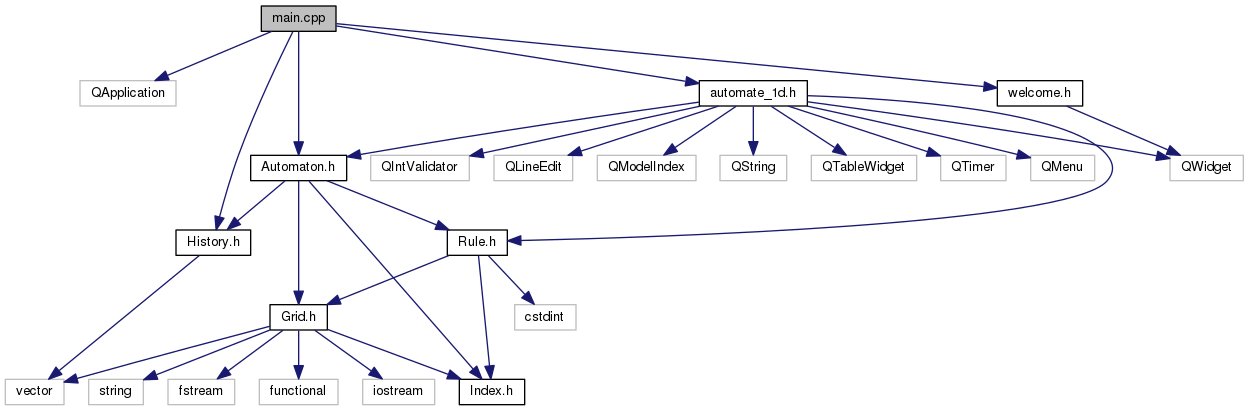 main.cpp
QApplication
automate_1d.h
welcome.h
Automaton.h
QIntValidator
QLineEdit
QModelIndex
QString
QTableWidget
QTimer
QMenu
QWidget
History.h
Rule.h
Grid.h
cstdint
vector
string
fstream
functional
iostream
Index.h